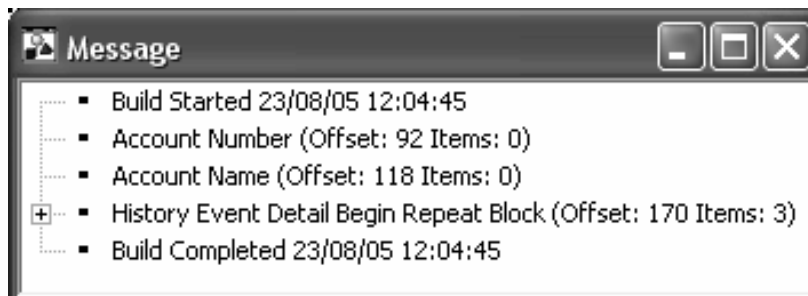 Message
Build Started 23/08/05 12:04:45
Account Number (Offset: 92 Items: 0)
Account Name (Offset: 118 Items: 0)
History Event Detail Begin Repeat Block (Offset: 170 Items: 3)
Build Completed 23/08/05 12:04:45